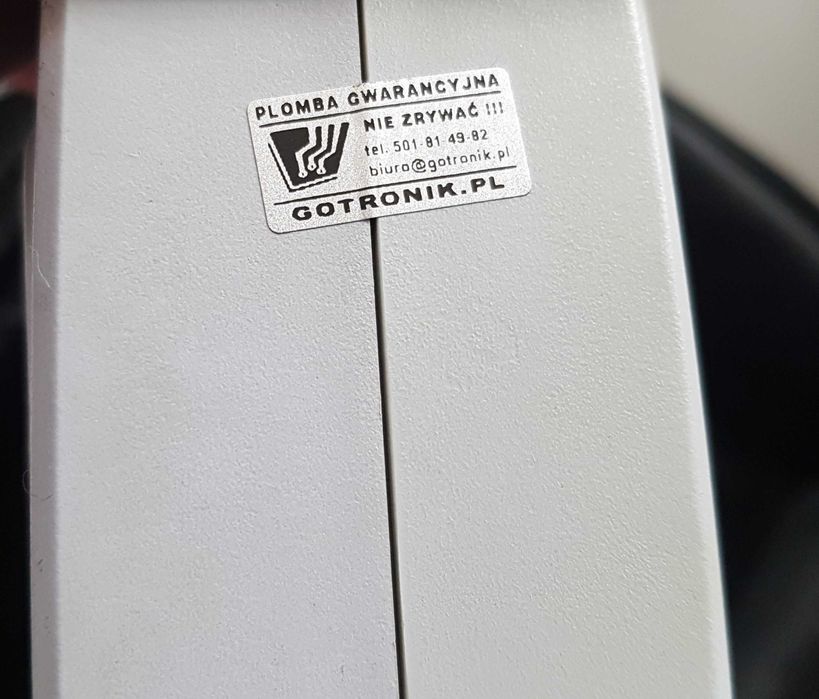 PLOMBA GWARANCYJNA
NIE ZRYWAĆ !!!
tel. 501-81-49-82
biuro@gotronik.pl
GOTRONIK.PL